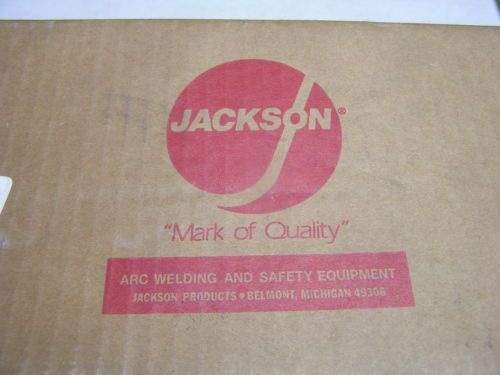 JACKSON®
"Mark of Quality"
ARC WELDING AND SAFETY EQUIPMENT
JACKSON PRODUCTS • BELMONT, MICHIGAN 49306